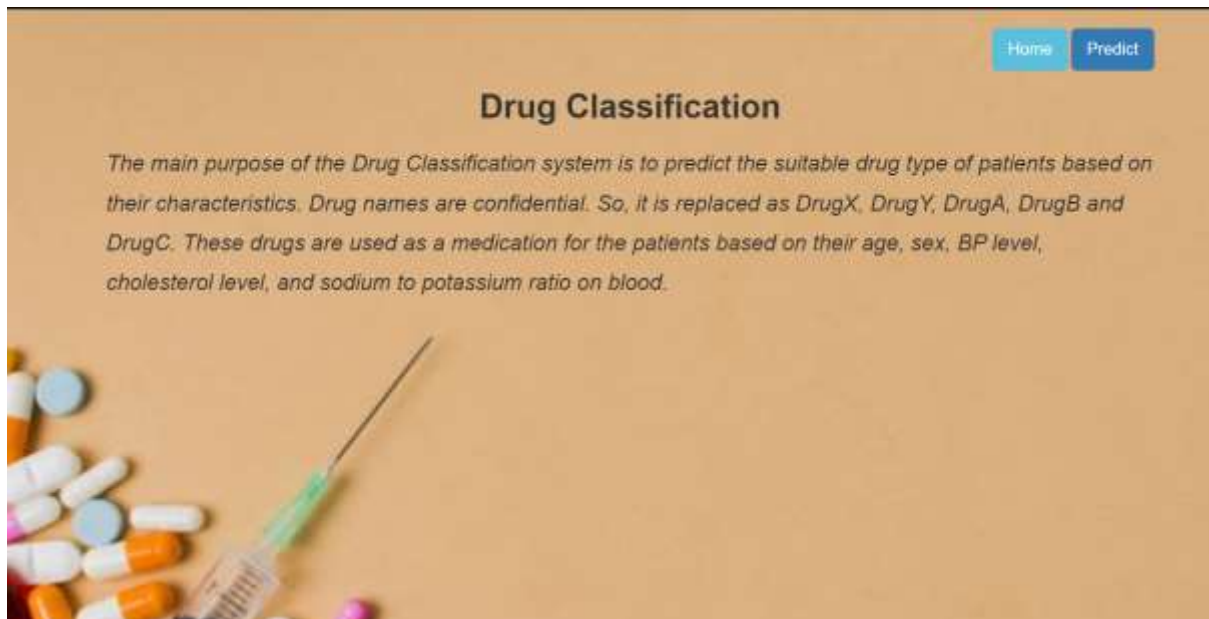 Home Predict
Drug Classification
The main purpose of the Drug Classification system is to predict the suitable drug type of patients based on
their characteristics. Drug names are confidential. So, it is replaced as DrugX, DrugY, DrugA, DrugB and
DrugC. These drugs are used as a medication for the patients based on their age, sex, BP level,
cholesterol level, and sodium to potassium ratio on blood.